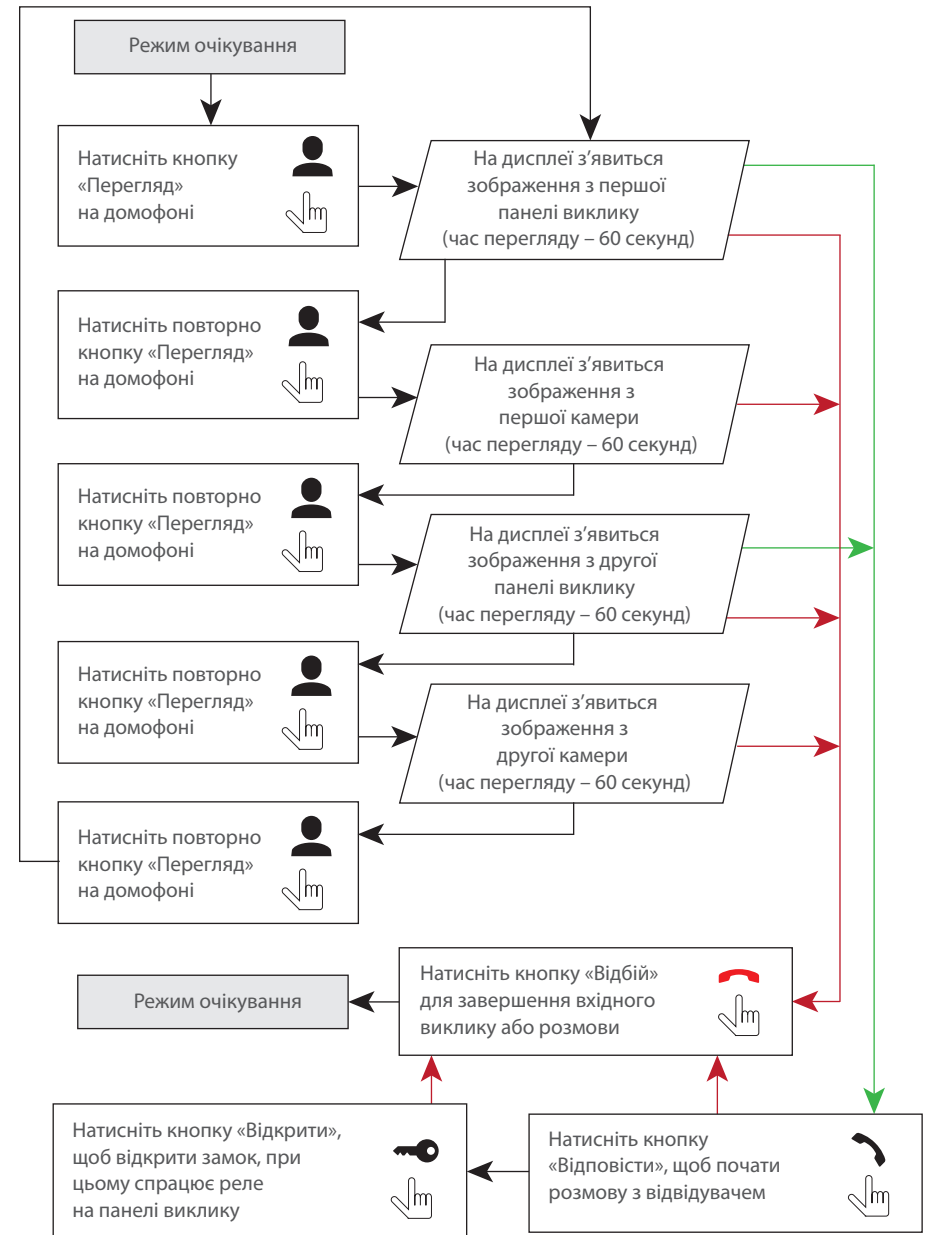 Режим очікування
Натисніть кнопку
«Перегляд»
на домофоні
На дисплеї з’явиться
зображення з першої
панелі виклику
(час перегляду – 60 секунд)
Натисніть повторно
кнопку «Перегляд»
на домофоні
На дисплеї з’явиться
зображення з
першої камери
(час перегляду – 60 секунд)
Натисніть повторно
кнопку «Перегляд»
на домофоні
На дисплеї з’явиться
зображення з другої
панелі виклику
(час перегляду – 60 секунд)
Натисніть повторно
кнопку «Перегляд»
на домофоні
На дисплеї з’явиться
зображення з
другої камери
(час перегляду – 60 секунд)
Натисніть повторно
кнопку «Перегляд»
на домофоні
Натисніть кнопку «Відбій»
для завершення вхідного
виклику або розмови
Режим очікування
Натисніть кнопку «Відкрити»,
щоб відкрити замок, при
цьому спрацює реле
на панелі виклику
Натисніть кнопку
«Відповісти», щоб почати
розмову з відвідувачем